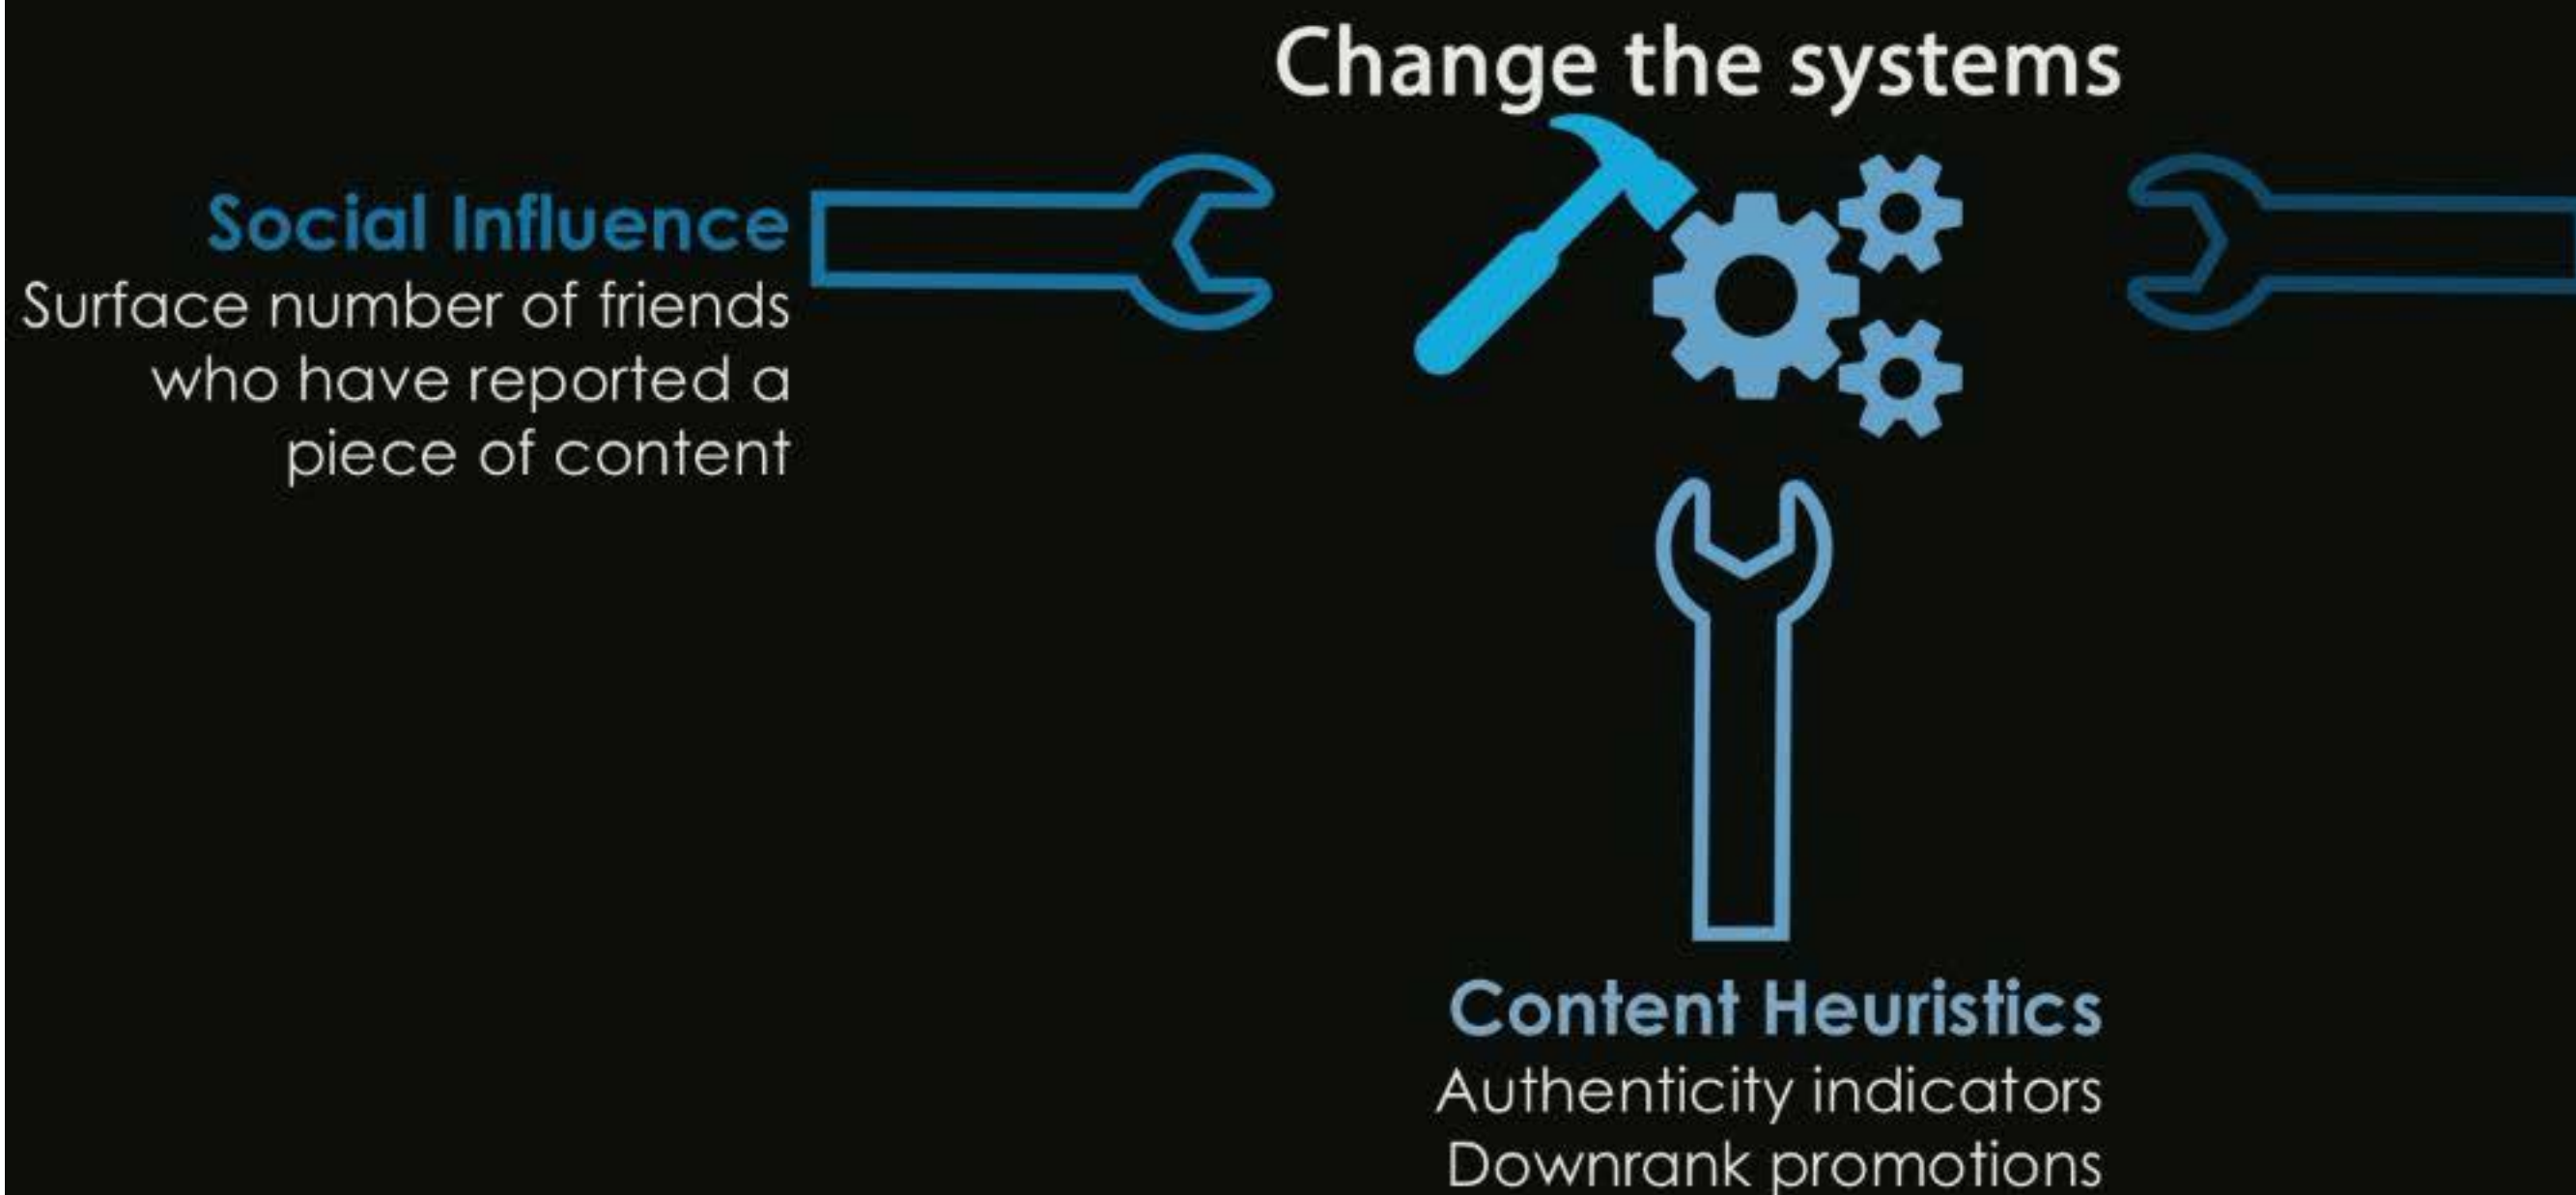 Change the systems
Social Influence
Surface number of friends
who have reported a
piece of content
Content Heuristics
Authenticity indicators
Downrank promotions